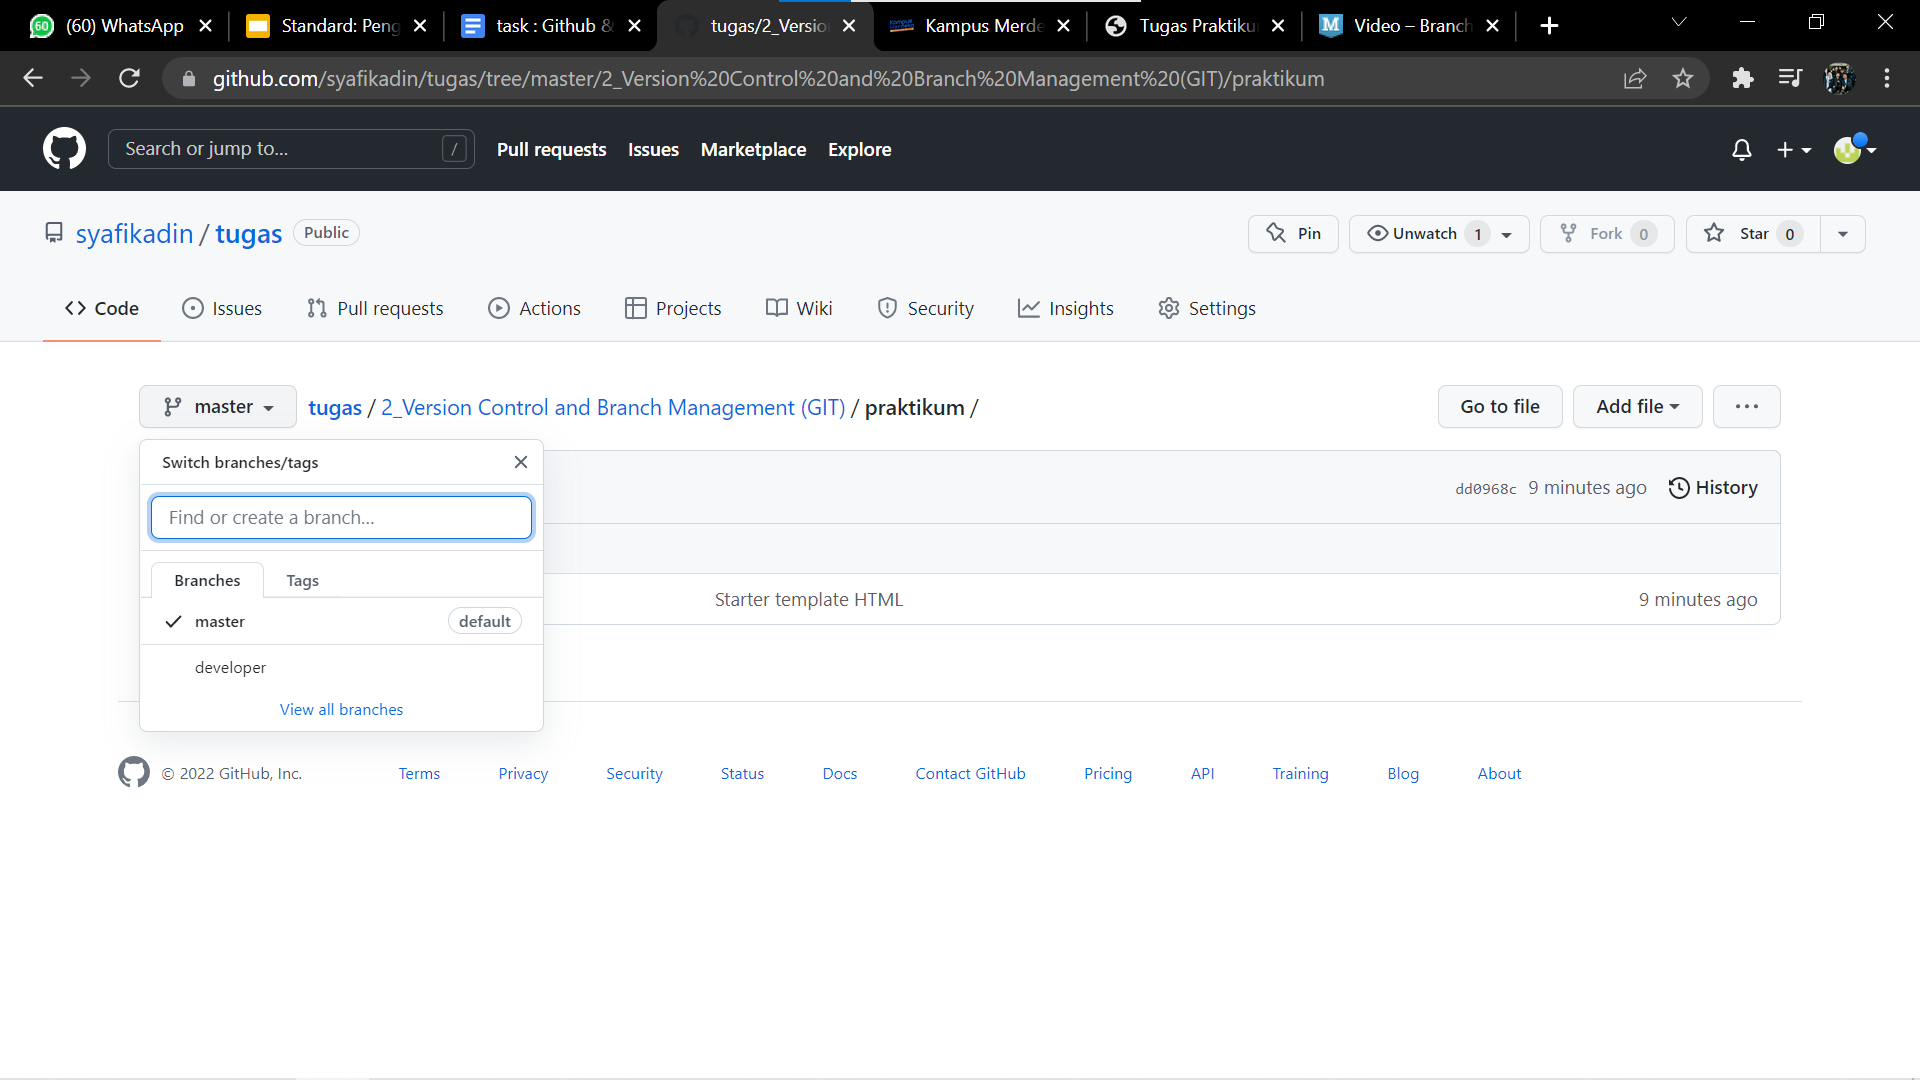 (60) WhatsApp
Standard: Peng
task : Github &
tugas/2_Versio
Kampus Merde
Tugas Praktiku
Video – Branch
github.com/syafikadin/tugas/tree/master/2_Version%20Control%20and%20Branch%20Management%20(GIT)/praktikum
Search or jump to... /
Pull requests Issues Marketplace Explore
syafikadin / tugas Public
Pin
Unwatch 1
Fork 0
Star 0
Code Issues Pull requests Actions Projects Wiki Security Insights Settings
master
tugas / 2_Version Control and Branch Management (GIT) / praktikum /
Go to file
Add file
Switch branches/tags
Find or create a branch...
Branches Tags
master default
developer
View all branches
dd0968c 9 minutes ago History
Starter template HTML 9 minutes ago
© 2022 GitHub, Inc. Terms Privacy Security Status Docs Contact GitHub Pricing API Training Blog About